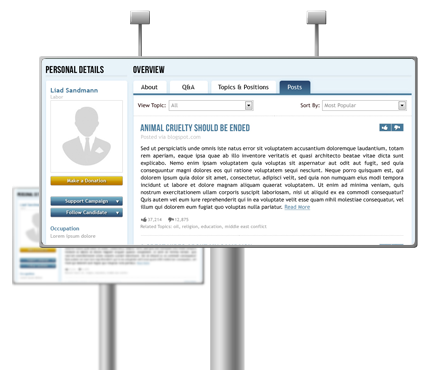 PERSONAL DETAILS
OVERVIEW
Liad Sandmann
Labor
Make a Donation
Support Campaign
Follow Candidate
Occupation
Lorem ipsum dolore
About
Q&A
Topics & Positions
Posts
View Topic: All
Sort By: Most Popular
ANIMAL CRUELTY SHOULD BE ENDED
Posted via blogspot.com
Sed ut perspiciatis unde omnis iste natus error sit voluptatem accusantium doloremque laudantium, totam
rem aperiam, eaque ipsa quae ab illo inventore veritatis et quasi architecto beatae vitae dicta sunt
explicabo. Nemo enim ipsam voluptatem quia voluptas sit aspernatur aut odit aut fugit, sed quia
consequuntur magni dolores eos qui ratione voluptatem sequi nesciunt. Neque porro quisquam est, qui
dolorem ipsum quia dolor sit amet, consectetur, adipisci velit, sed quia non numquam eius modi tempora
incidunt ut labore et dolore magnam aliquam quaerat voluptatem. Ut enim ad minima veniam, quis
nostrum exercitationem ullam corporis suscipit laboriosam, nisi ut aliquid ex ea commodi consequatur.
Quis autem vel eum iure reprehenderit qui in ea voluptate velit esse quam nihil molestiae consequatur, vel
illum qui dolorem eum fugiat quo voluptas nulla pariatur. Read More
37,214 12,875
Related Topics: oil, religion, education, middle east conflict